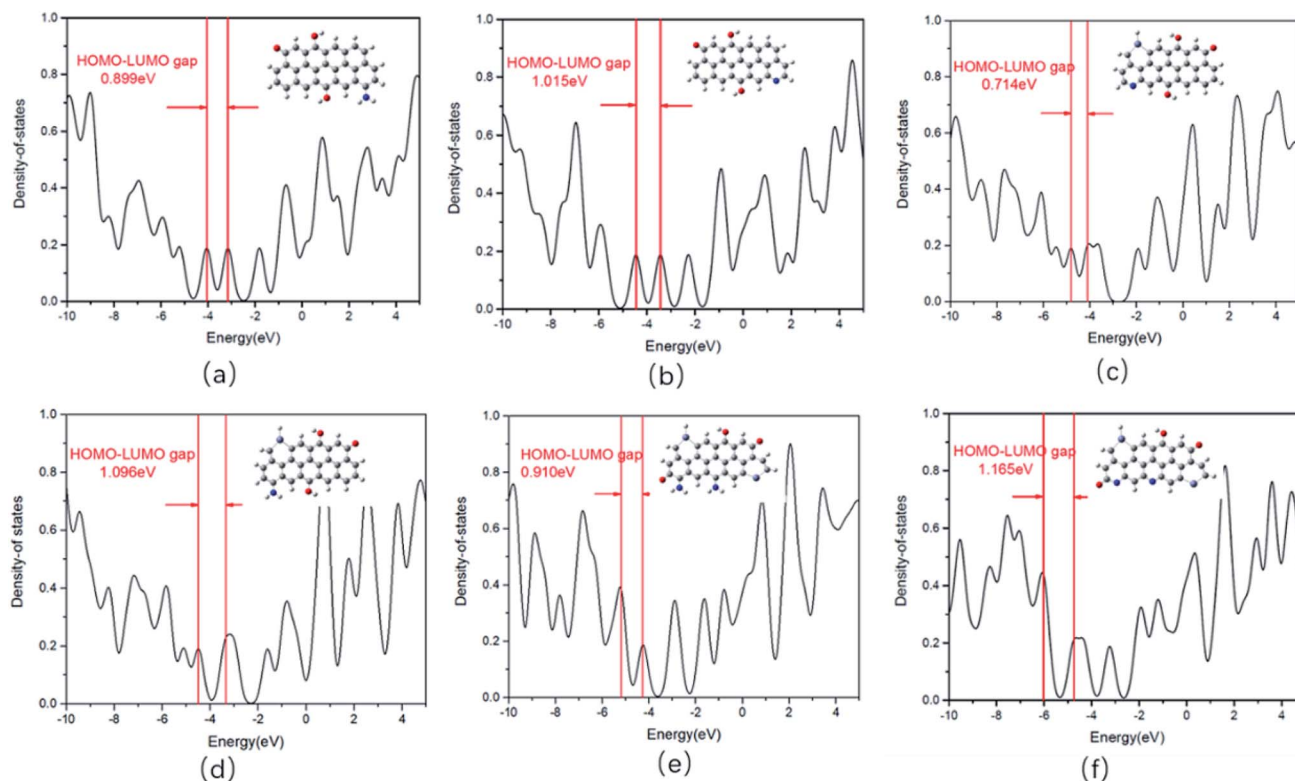 1.0
0.8
0.6
0.4
0.2
0.0
Density-of-states
HOMO-LUMO gap
0.899eV
-10 -8 -6 -4 -2 0 2 4
Energy(eV)
(a)
1.0
0.8
0.6
0.4
0.2
0.0
Density-of-states
HOMO-LUMO gap
1.015eV
-10 -8 -6 -4 -2 0 2 4
Energy(eV)
(b)
1.0
0.8
0.6
0.4
0.2
0.0
Density-of-states
HOMO-LUMO gap
0.714eV
-10 -8 -6 -4 -2 0 2 4
Energy(eV)
(c)
1.0
0.8
0.6
0.4
0.2
0.0
Density-of states
HOMO-LUMO gap
1.096eV
-10 -8 -6 -4 -2 0 2 4
Energy(eV)
(d)
1.0
0.8
0.6
0.4
0.2
0.0
Density-of-states
HOMO-LUMO gap
0.910eV
-10 -8 -6 -4 -2 0 2 4
Energy(eV)
(e)
1.0
0.8
0.6
0.4
0.2
0.0
Density-of-states
HOMO-LUMO gap
1.165eV
-10 -8 -6 -4 -2 0 2 4
Energy(eV)
(f)